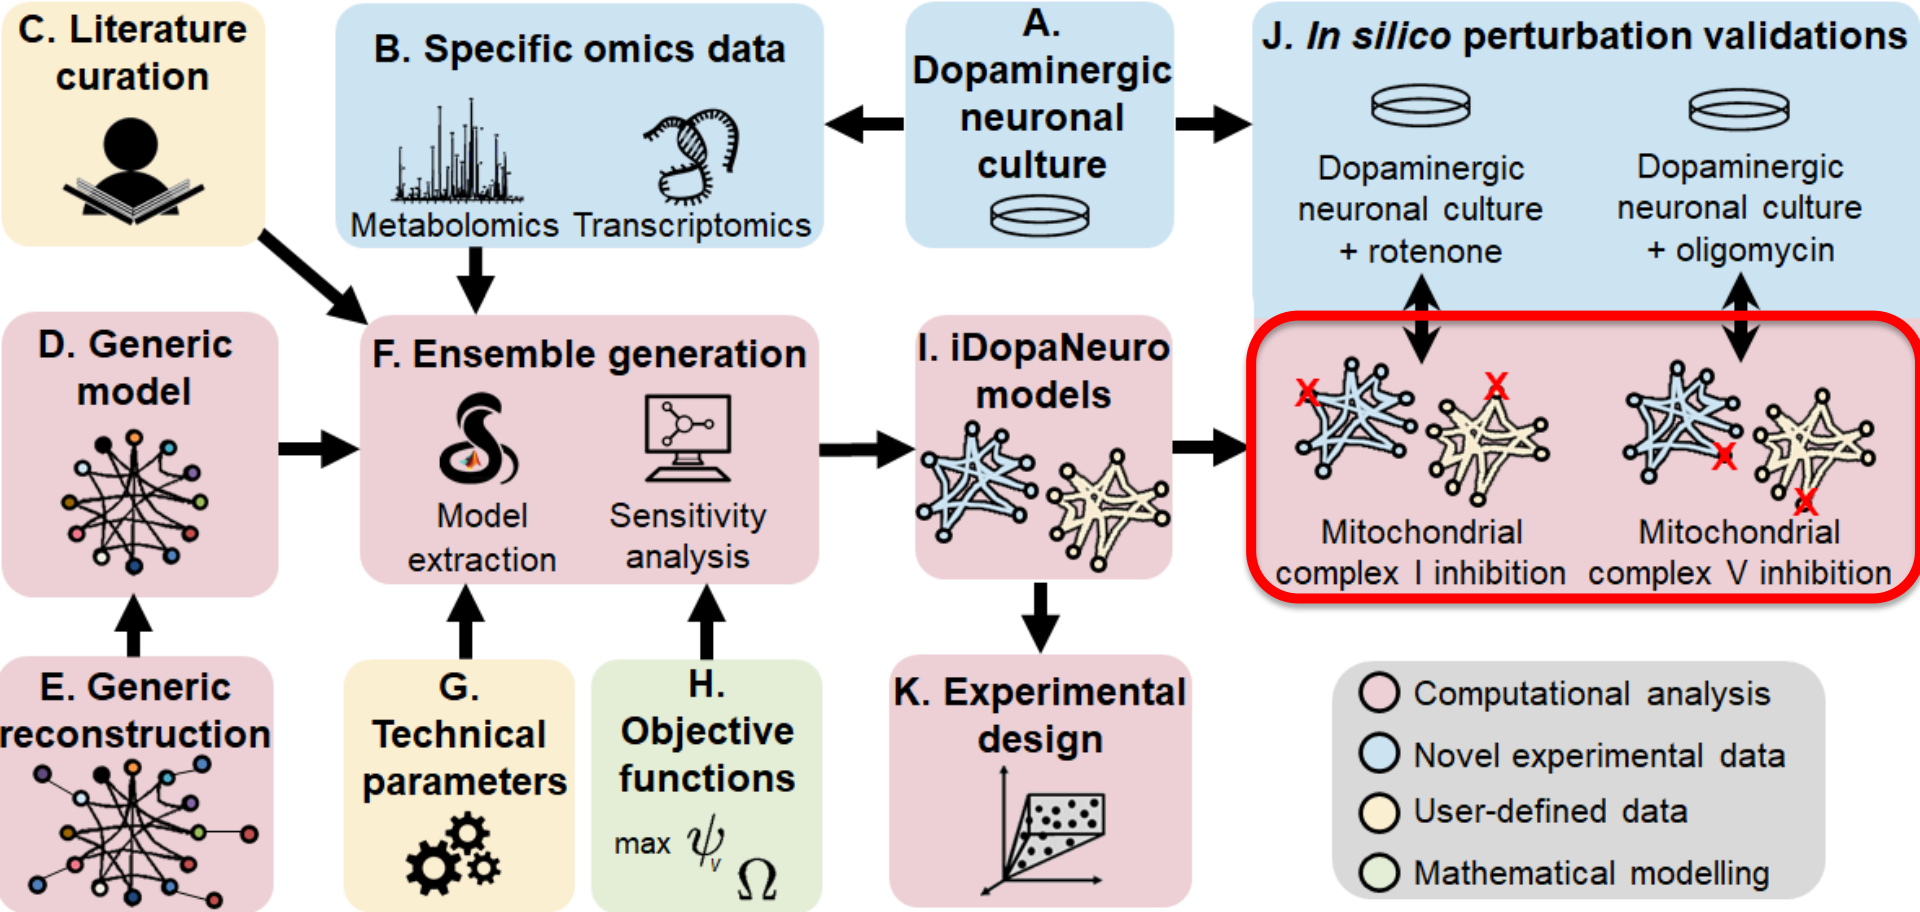 C. Literature
curation
B. Specific omics data
Metabolomics
Transcriptomics
A.
Dopaminergic
neuronal
culture
J. In silico perturbation validations
Dopaminergic
neuronal culture
+ rotenone
Dopaminergic
neuronal culture
+ oligomycin
D. Generic
model
F. Ensemble generation
Model
extraction
Sensitivity
analysis
I. iDopaNeuro
models
X
X
X
X
Mitochondrial
complex I inhibition
Mitochondrial
complex V inhibition
E. Generic
reconstruction
G.
Technical
parameters
H.
Objective
functions
max ψv
Ω
K. Experimental
design
Computational analysis
Novel experimental data
User-defined data
Mathematical modelling